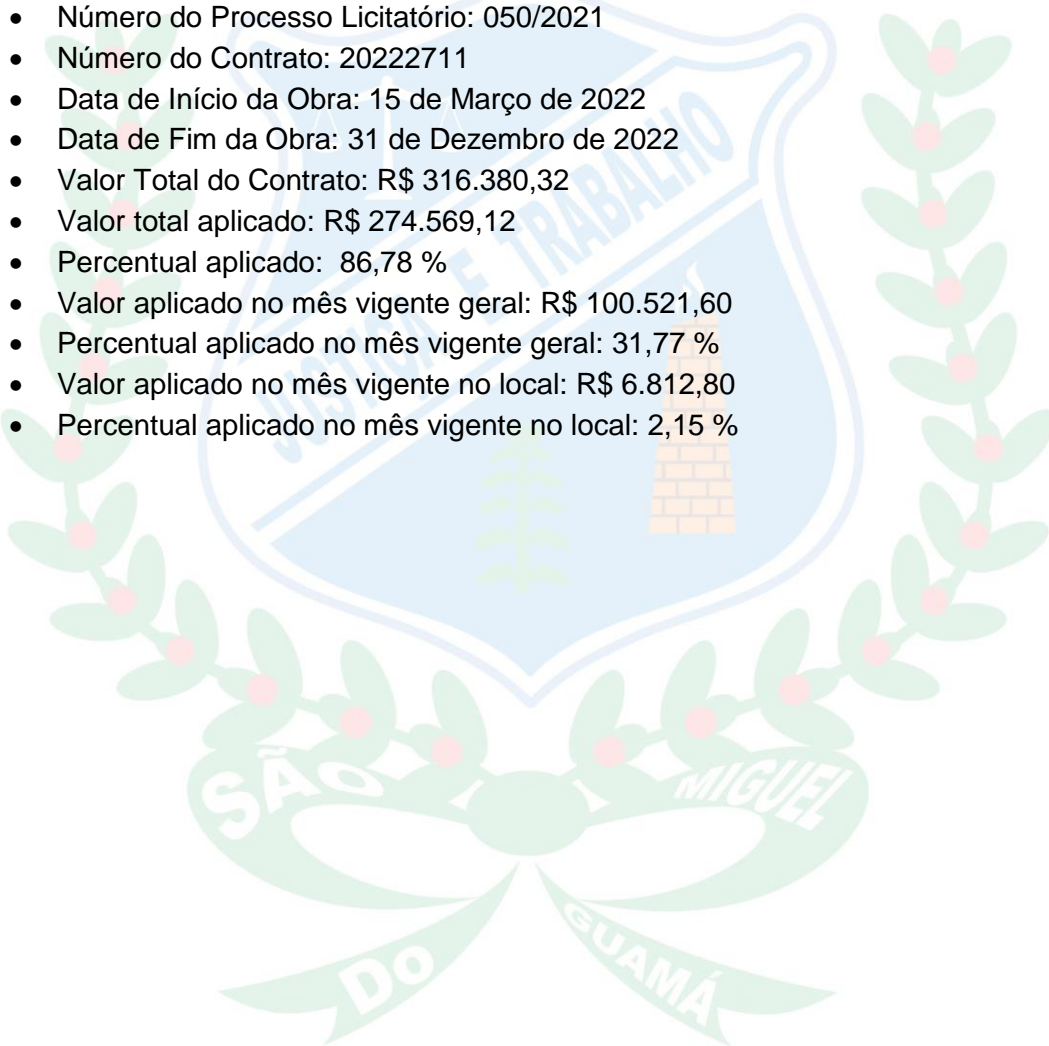 • Número do Processo Licitatório: 050/2021
• Número do Contrato: 20222711
• Data de Início da Obra: 15 de Março de 2022
• Data de Fim da Obra: 31 de Dezembro de 2022
• Valor Total do Contrato: R$ 316.380,32
• Valor total aplicado: R$ 274.569,12
• Percentual aplicado: 86,78 %
• Valor aplicado no mês vigente geral: R$ 100.521,60
• Percentual aplicado no mês vigente geral: 31,77 %
• Valor aplicado no mês vigente no local: R$ 6.812,80
• Percentual aplicado no mês vigente no local: 2,15 %
JUSTIÇA E TRABALHO
SÃO MIGUEL
DO GUAMÁ